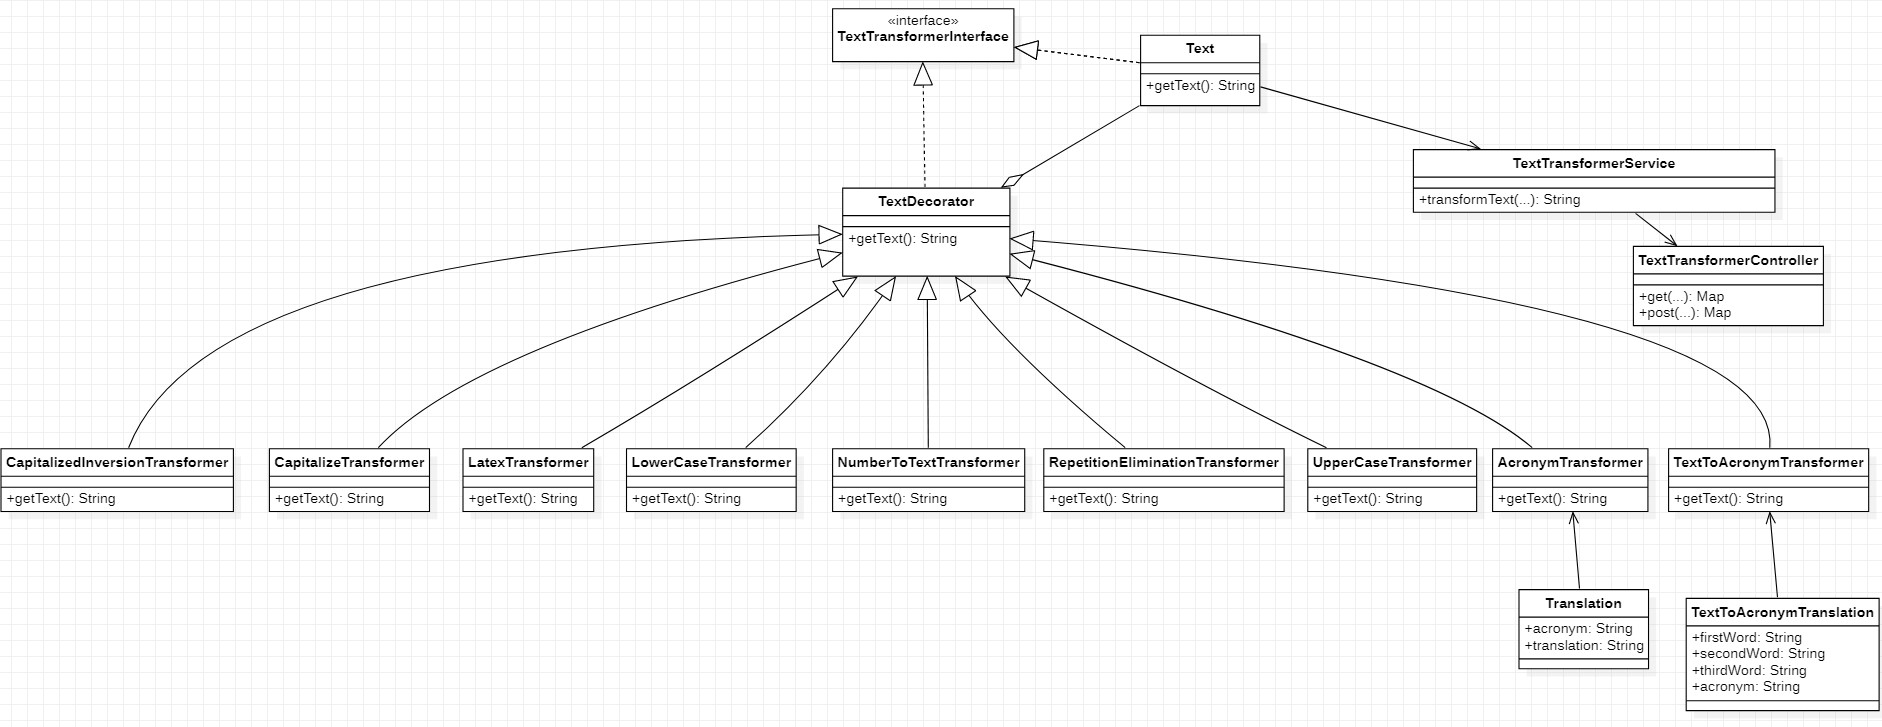 «interface»
TextTransformerInterface
Text
+getText(): String
TextTransformerService
+transformText(...): String
TextDecorator
+getText(): String
TextTransformerController
+get(...): Map
+post(...): Map
CapitalizedInversionTransformer
+getText(): String
CapitalizeTransformer
+getText(): String
LatexTransformer
+getText(): String
LowerCaseTransformer
+getText(): String
NumberToTextTransformer
+getText(): String
RepetitionEliminationTransformer
+getText(): String
UpperCaseTransformer
+getText(): String
AcronymTransformer
+getText(): String
TextToAcronymTransformer
+getText(): String
Translation
+acronym: String
+translation: String
TextToAcronymTranslation
+firstWord: String
+secondWord: String
+thirdWord: String
+acronym: String